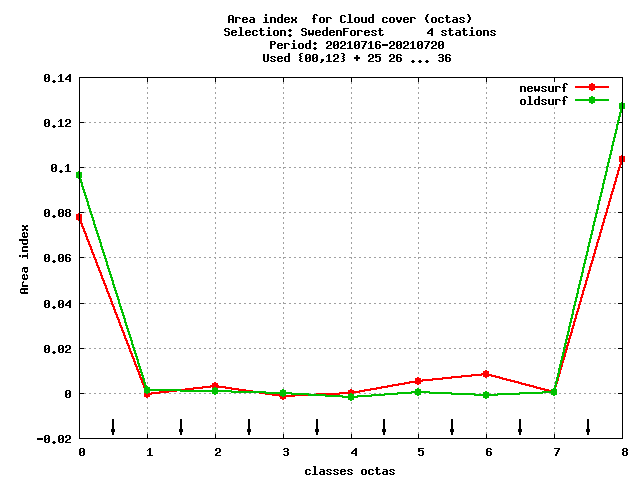 Area index  for Cloud cover (octas)
Selection: SwedenForest      4 stations
Period: 20210716-20210720
Used {00,12} + 25 26 ... 36
newsurf
oldsurf
0.14
0.12
0.1
0.08
0.06
0.04
0.02
0
-0.02
Area index
0 1 2 3 4 5 6 7 8
classes octas